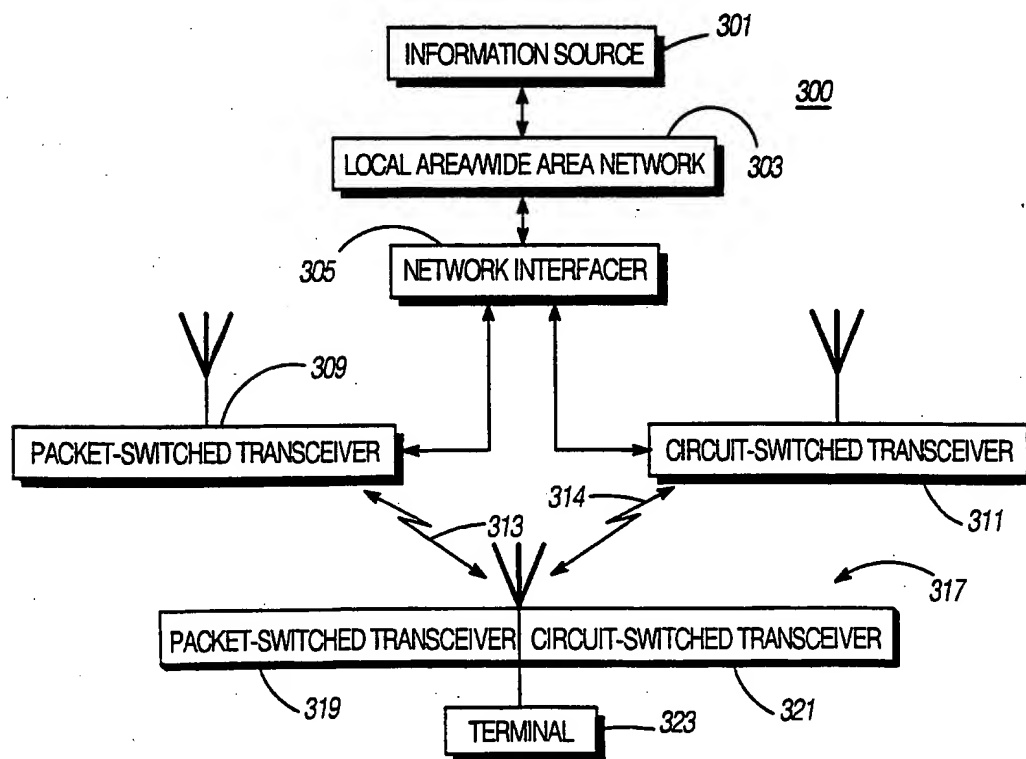 301
INFORMATION SOURCE
300
LOCAL AREA/WIDE AREA NETWORK
303
305
NETWORK INTERFACER
309
PACKET-SWITCHED TRANSCEIVER
CIRCUIT-SWITCHED TRANSCEIVER
314
313
311
317
PACKET-SWITCHED TRANSCEIVER
CIRCUIT-SWITCHED TRANSCEIVER
319
321
TERMINAL
323